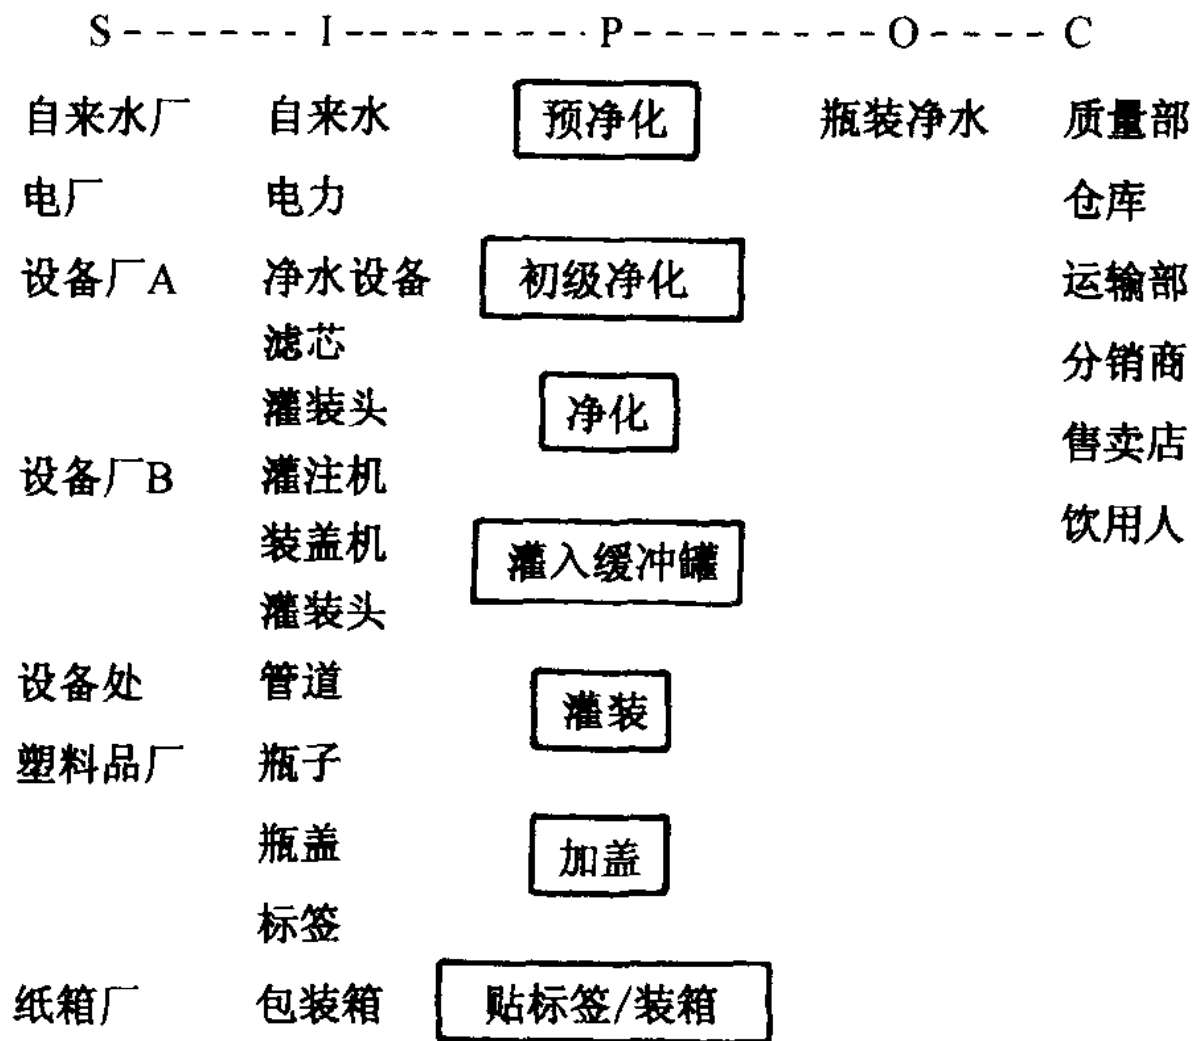 S------I---------P---------O-----C
自来水厂 自来水 预净化 瓶装净水 质量部
电厂 电力 仓库
设备厂A 净水设备 初级净化 运输部
滤芯 分销商
灌装头 净化
设备厂B 灌注机 售卖店
装盖机 灌入缓冲罐 饮用人
灌装头
设备处 管道 灌装
塑料品厂 瓶子
瓶盖 加盖
标签
纸箱厂 包装箱 贴标签/装箱